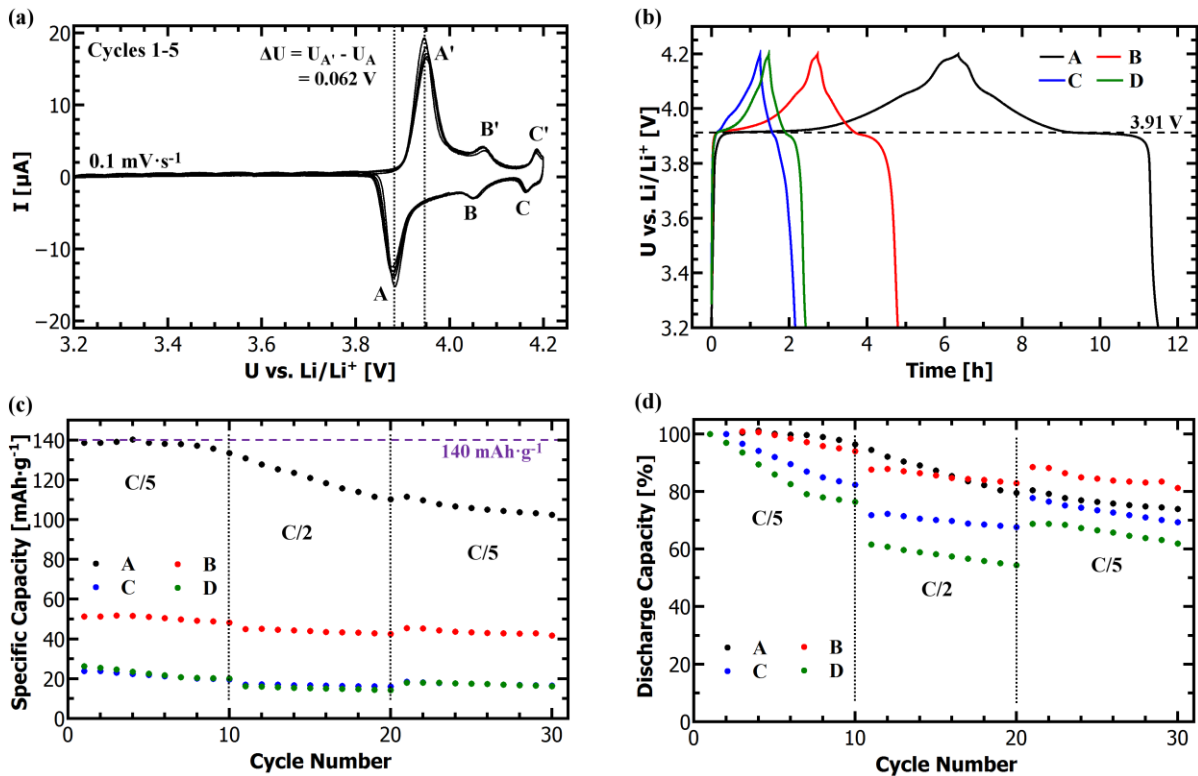 (a)
Cycles 1-5
ΔU = U_A' - U_A
= 0.062 V
A'
B'
C'
0.1 mV·s⁻¹
A
B
C
I [µA]
20
10
0
−10
−20
3.2 3.4 3.6 3.8 4.0 4.2
U vs. Li/Li⁺ [V]
(b)
A B
C D
3.91 V
U vs. Li/Li⁺ [V]
4.2
4.0
3.8
3.6
3.4
3.2
0 2 4 6 8 10 12
Time [h]
(c)
140 mAh·g⁻¹
C/5
C/2
C/5
A B
C D
Specific Capacity [mAh·g⁻¹]
140
120
100
80
60
40
20
0
0 10 20 30
Cycle Number
(d)
C/5
C/2
C/5
A B
C D
Discharge Capacity [%]
100
80
60
40
20
0
0 10 20 30
Cycle Number